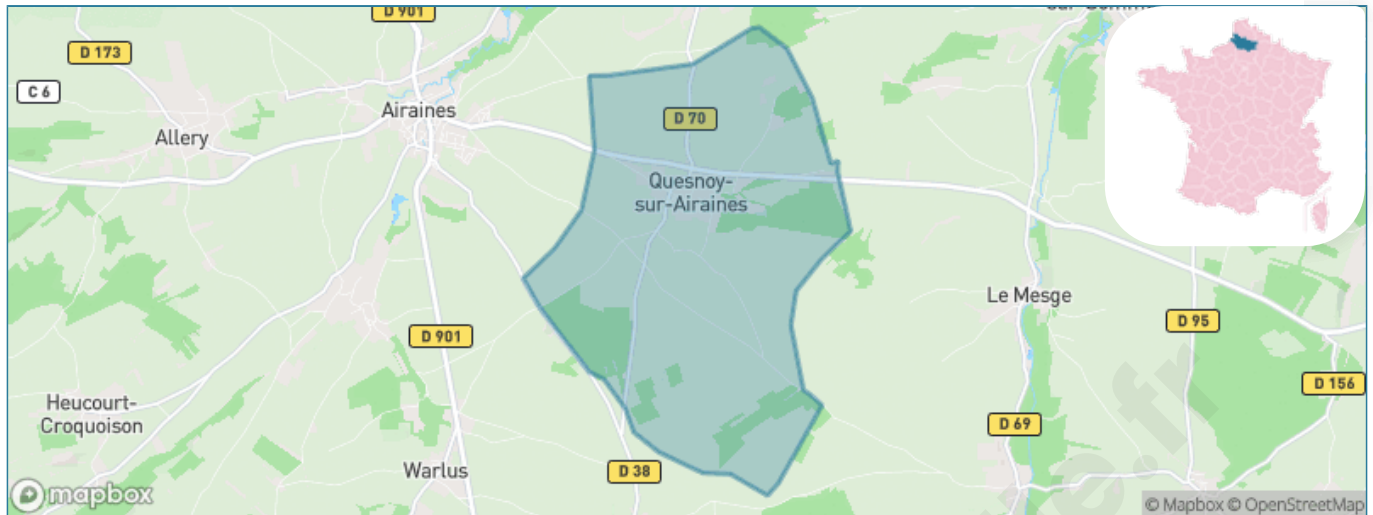 D 901
D 173
C 6
Airaines
Allery
D 70
Quesnoy-
sur-Airaines
Le Mesge
D 95
D 901
D 156
Heucourt-
Croquoison
D 69
Warlus
D 38
mapbox
© Mapbox © OpenStreetMap